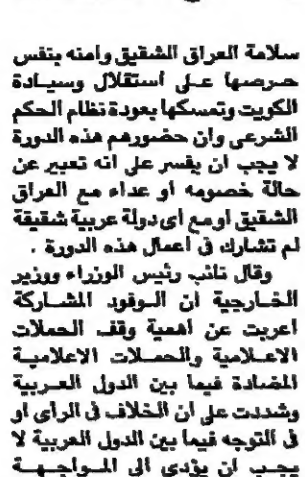 سلامة العراق الشقيق وامنه بنفس
حرصها على استقلال وسيادة
الكويت وتمسكها بعودة نظام الحكم
الشرعى وان حضورهم هذه الدورة
لا يجب ان يفسر على انه تعبير عن
حالة خصومه او عداء مع العراق
الشقيق او مع اى دولة عربية شقيقة
لم تشارك فى اعمال هذه الدورة .
وقال نائب رئيس الوزراء ووزير
الخارجية ان الوفود المشاركة
اعربت عن اهمية وقف الحملات
الاعلامية والحملات الاعلامية
المضادة فيما بين الدول العربية
وشددت على ان الخلاف فى الرأى او
فى التوجه فيما بين الدول العربية لا
يجب ان يؤدى الى المواجهة